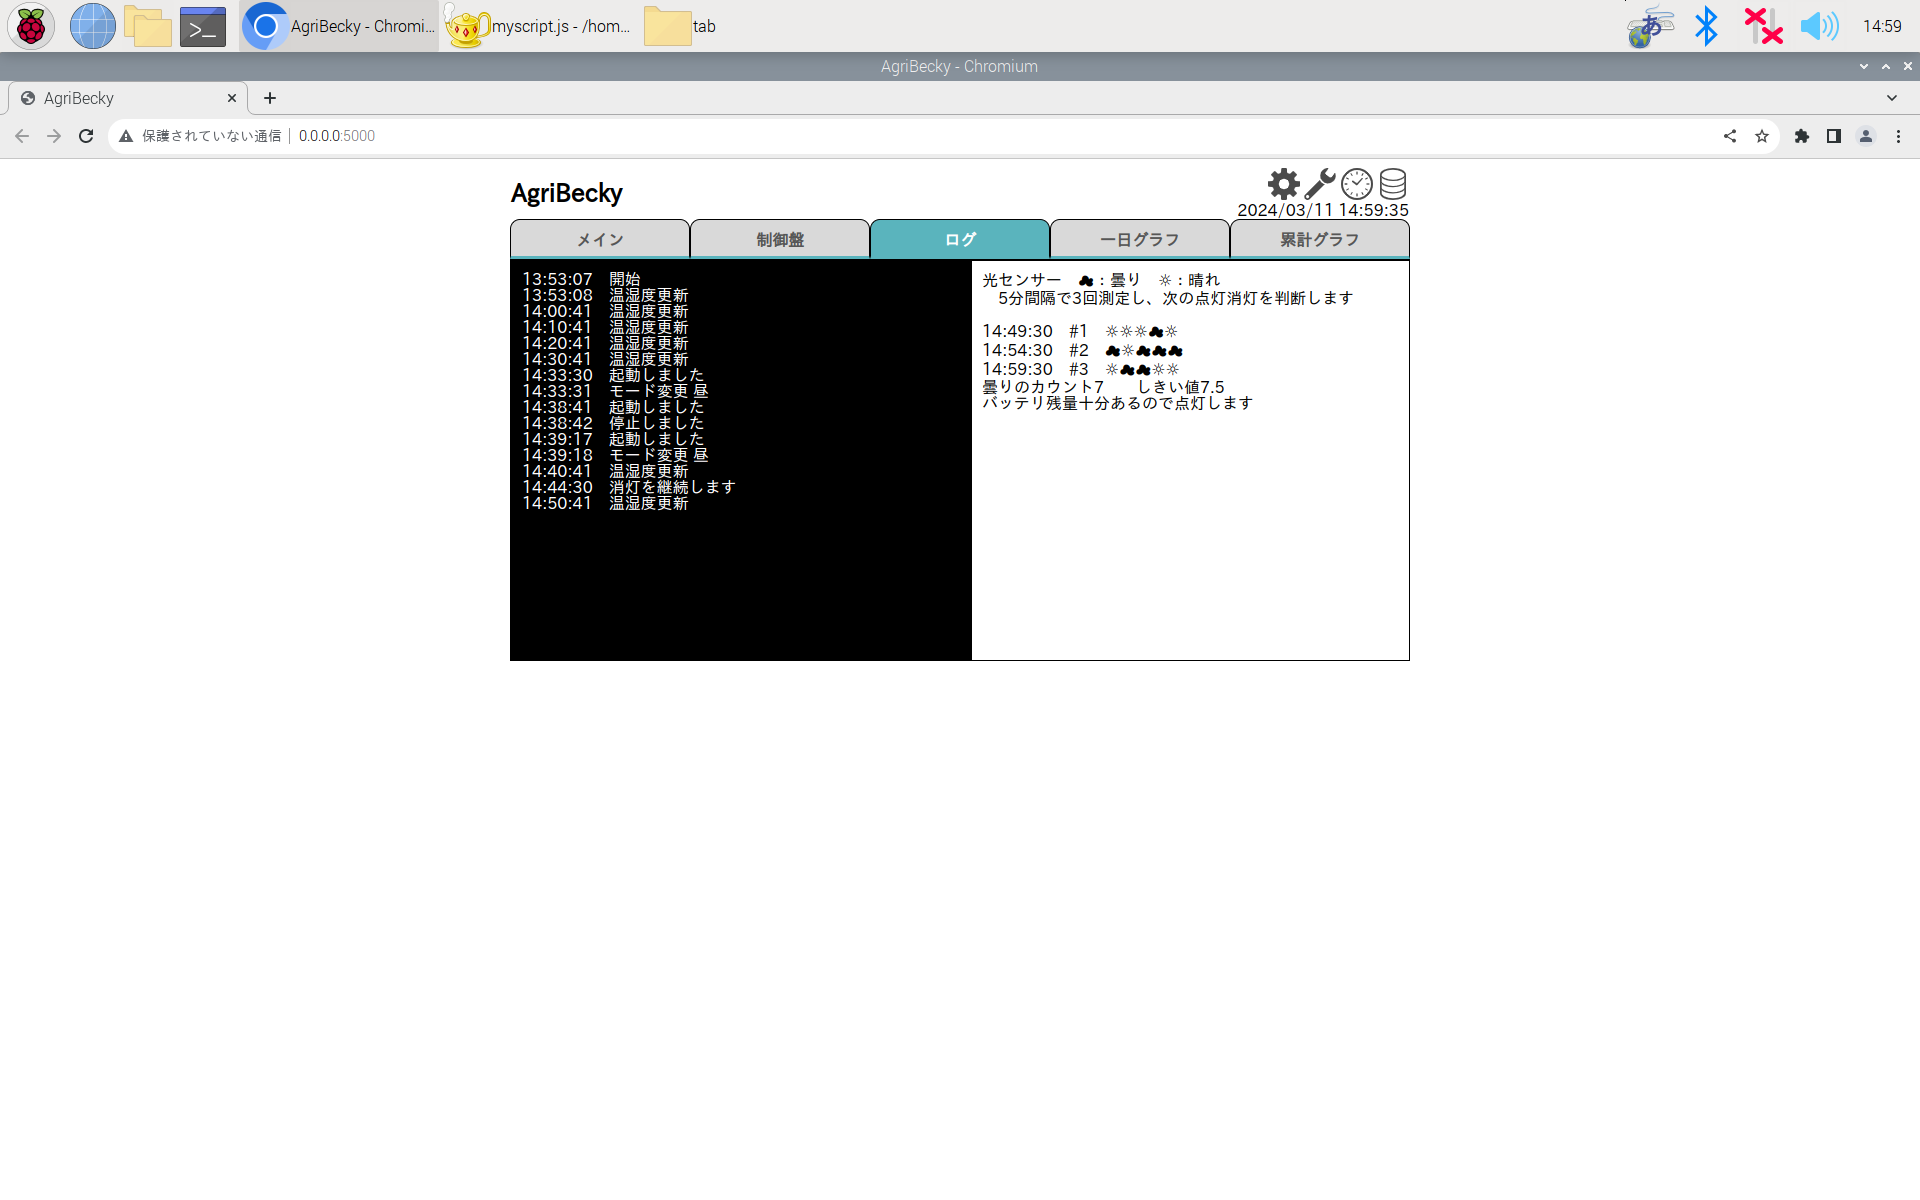 AgriBecky - Chromi...
myscript.js - /hom...
tab
あ
14:59
AgriBecky - Chromium
AgriBecky
保護されていない通信
0.0.0.0:5000
AgriBecky
2024/03/11 14:59:35
メイン
制御盤
ログ
一日グラフ
累計グラフ
13:53:07 開始
13:53:08 温湿度更新
14:00:41 温湿度更新
14:10:41 温湿度更新
14:20:41 温湿度更新
14:30:41 温湿度更新
14:33:30 起動しました
14:33:31 モード変更 昼
14:38:41 起動しました
14:38:42 停止しました
14:39:17 起動しました
14:39:18 モード変更 昼
14:40:41 温湿度更新
14:44:30 消灯を継続します
14:50:41 温湿度更新
光センサー ☁：曇り ☼：晴れ
5分間隔で3回測定し、次の点灯消灯を判断します
14:49:30 #1 ☼☼☼☁☼
14:54:30 #2 ☁☼☁☁☁
14:59:30 #3 ☼☁☁☼☼
曇りのカウント7 しきい値7.5
バッテリ残量十分あるので点灯します